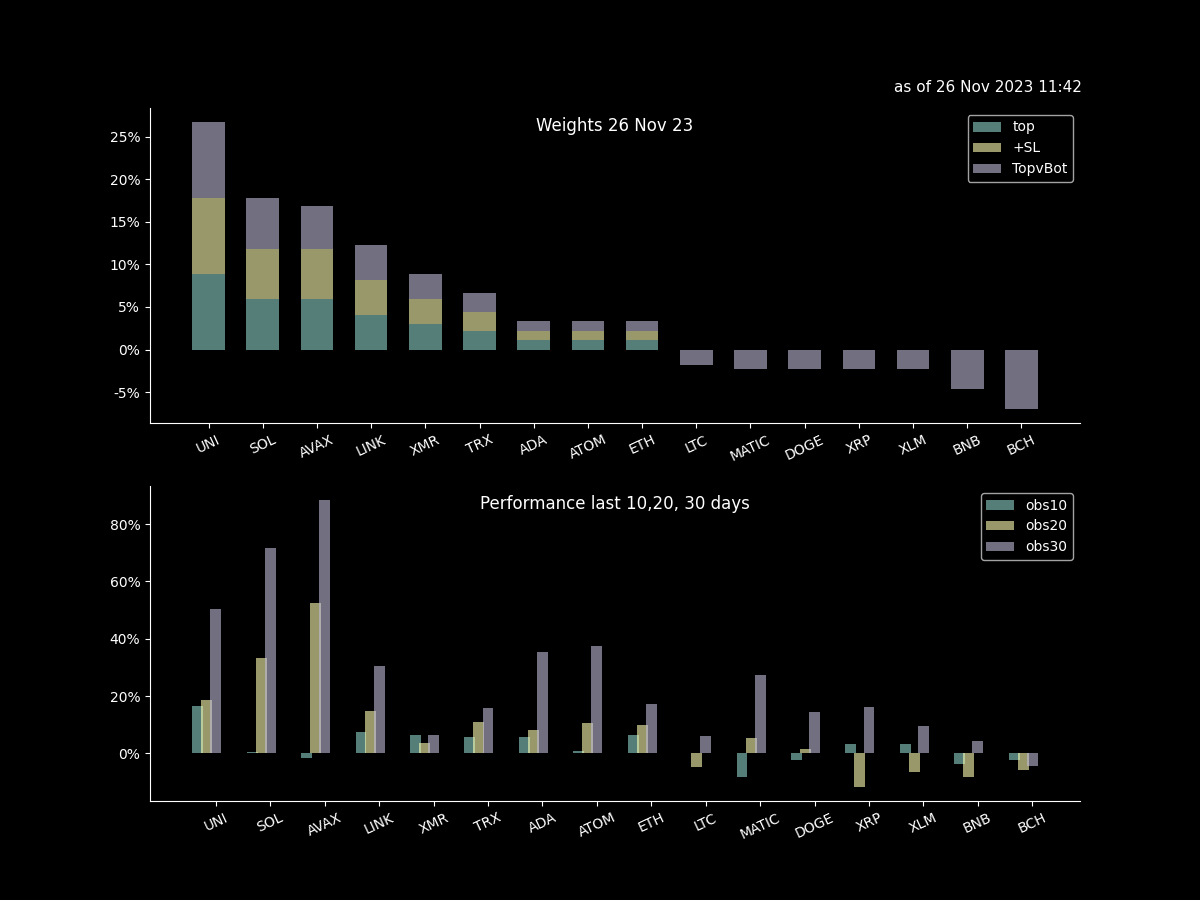 as of 26 Nov 2023 11:42
Weights 26 Nov 23
top
+SL
TopvBot
25%
20%
15%
10%
5%
0%
-5%
UNI SOL AVAX LINK XMR TRX ADA ATOM ETH LTC MATIC DOGE XRP XLM BNB BCH
Performance last 10,20, 30 days
obs10
obs20
obs30
80%
60%
40%
20%
0%
UNI SOL AVAX LINK XMR TRX ADA ATOM ETH LTC MATIC DOGE XRP XLM BNB BCH